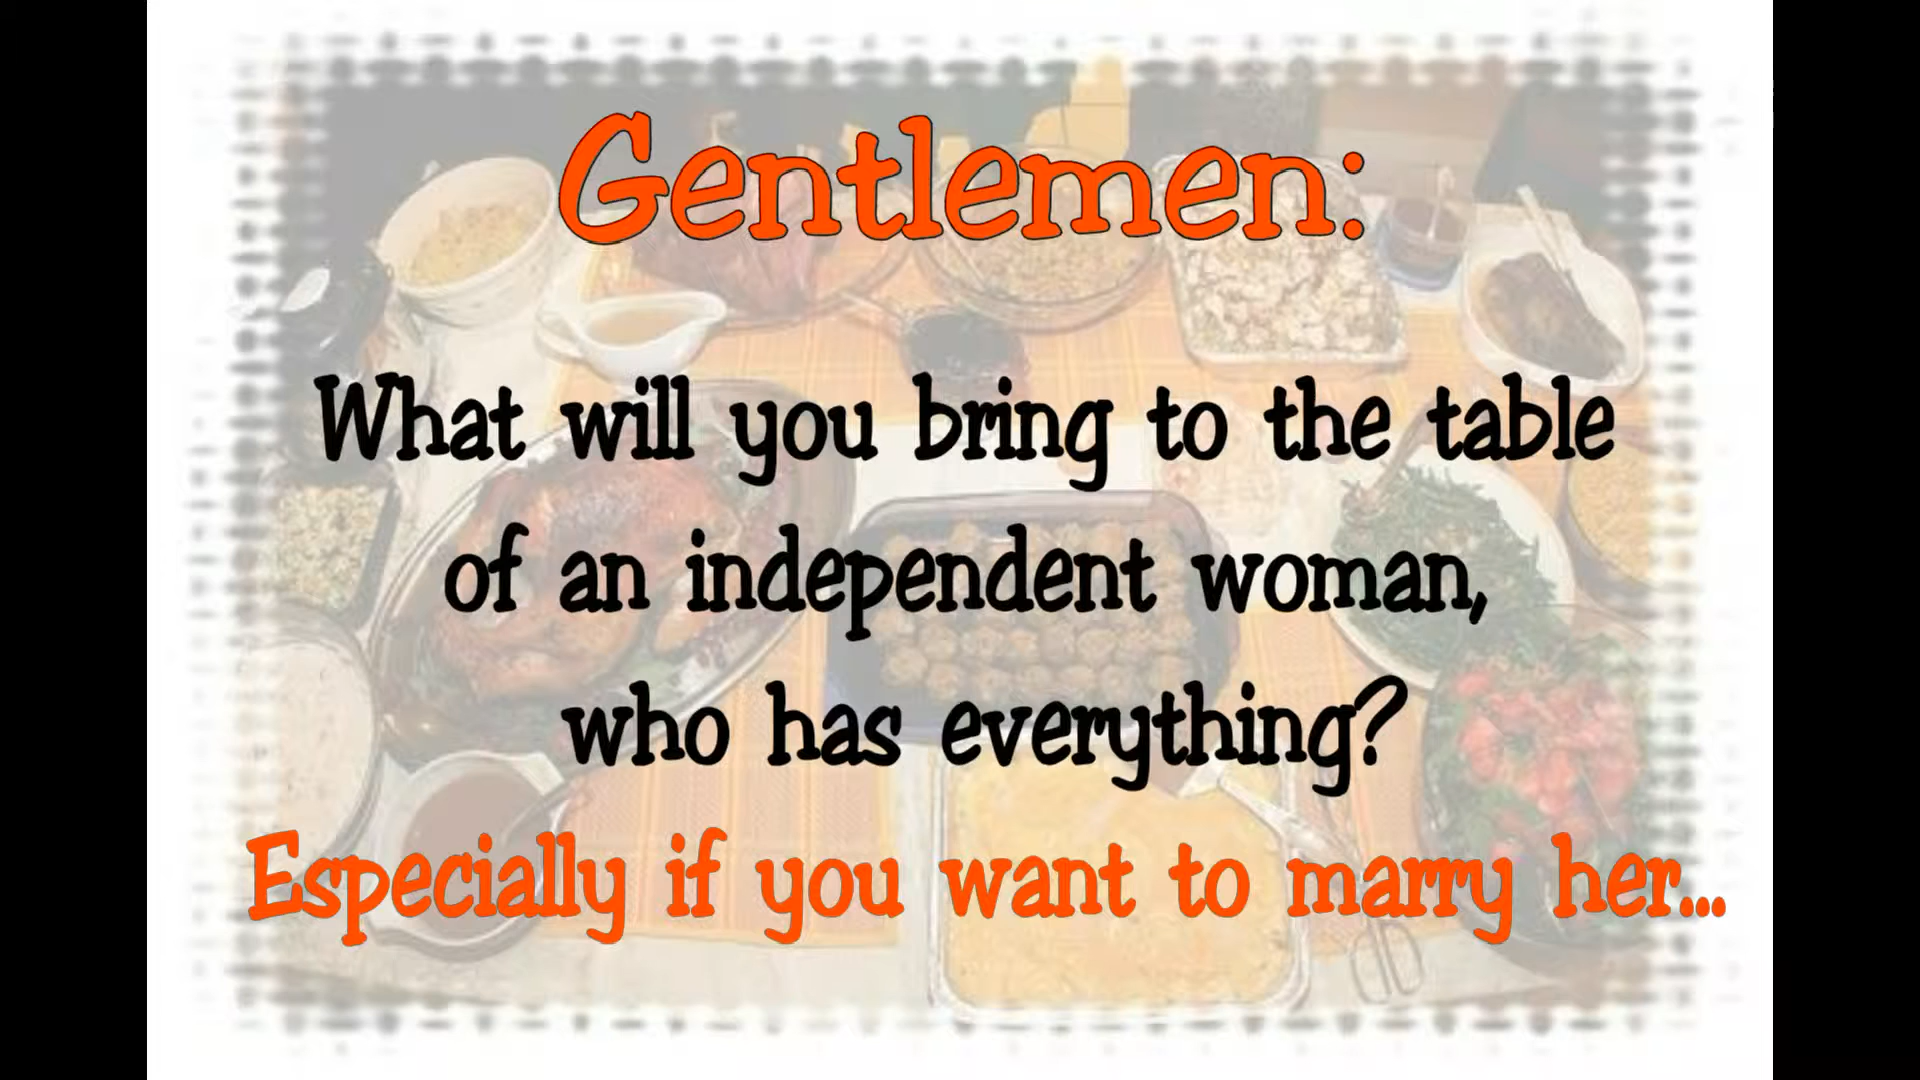 Gentlemen:
What will you bring to the table
of an independent woman,
who has everything?
Especially if you want to marry her...